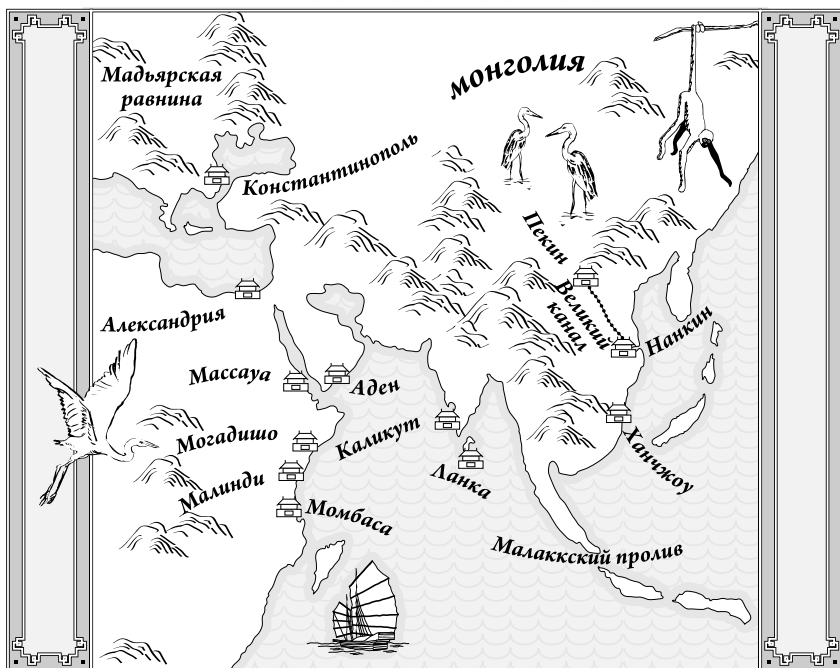 Мадьярская
равнина
МОНГОЛИЯ
Константинополь
Пекин
Великий
канал
Нанкин
Александрия
Массауа
Аден
Могадишо
Каликут
Ханчжоу
Малинди
Ланка
Момбаса
Малаккский пролив